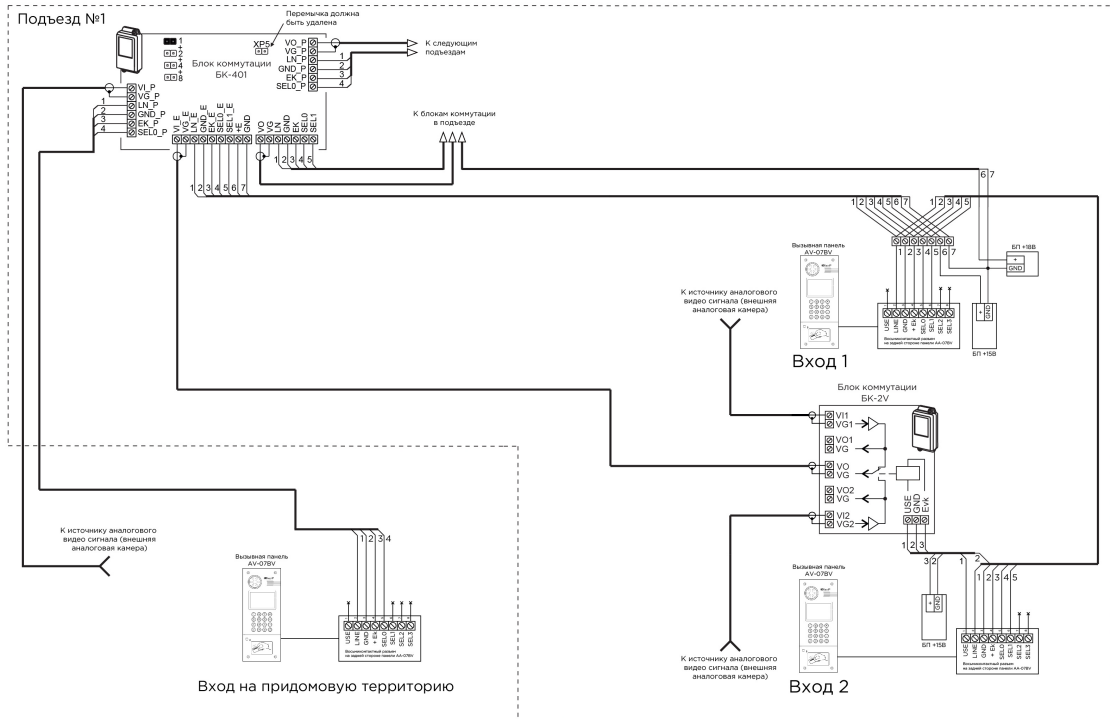 Подъезд №1
Перемычка должна
быть удалена
1
+
2
+
4
+
8
XP5
Блок коммутации
БК-401
VO_P
VG_P
LN_P
GND_P
EK_P
SEL0_P
1
2
3
4
К следующим
подъездам
VI_P
VG_P
LN_P
GND_P
EK_P
SEL0_P
1
2
3
4
VI_E
VG_E
LN_E
GND_E
EK_E
SEL0_E
SEL1_E
+E
GND
VO
VG
LN
GND
EK
SEL0
SEL1
1 2 3 4 5 6 7
1 2 3 4 5
К блокам коммутации
в подъезде
6 7
1 2 3 4 5 6 7
1 2 3 4 5
1 2 3 4 5 6 7
БП +18В
+
GND
+
GND
БП +15В
Вызывная панель
AV-07BV
USE
LINE
GND
+ Ek
SEL0
SEL1
SEL2
SEL3
Восьмиконтактный разъем
на задней стороне панели АА-07BV
Вход 1
К источнику аналогового
видео сигнала (внешняя
аналоговая камера)
Блок коммутации
БК-2V
VI1
VG1
VO1
VG
VO
VG
VO2
VG
VI2
VG2
USE
GND
Evk
1 2 3
3 2
1
2
1 2 3 4 5
+
GND
БП +15В
USE
LINE
GND
+ Ek
SEL0
SEL1
SEL2
SEL3
Восьмиконтактный разъем
на задней стороне панели АА-07BV
Вызывная панель
AV-07BV
Вход 2
К источнику аналогового
видео сигнала (внешняя
аналоговая камера)
К источнику аналогового
видео сигнала (внешняя
аналоговая камера)
1 2 3 4
Вызывная панель
AV-07BV
USE
LINE
GND
+ Ek
SEL0
SEL1
SEL2
SEL3
Восьмиконтактный разъем
на задней стороне панели АА-07BV
Вход на придомовую территорию